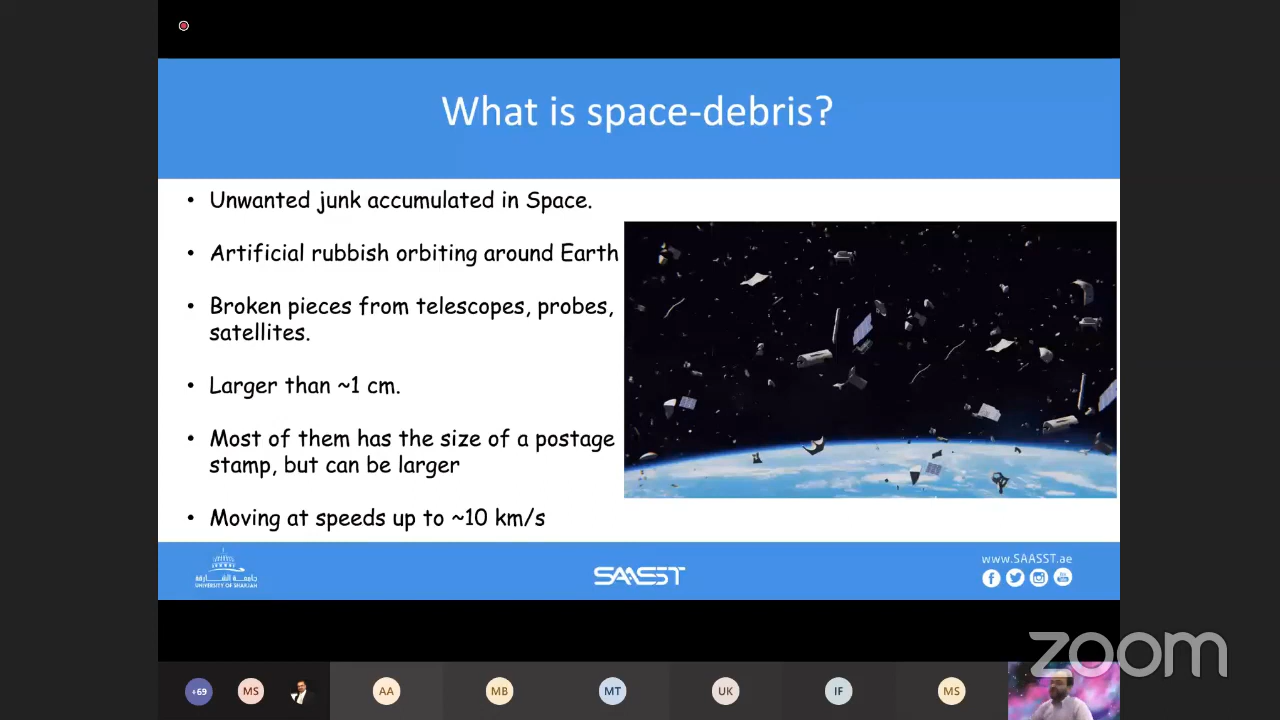 What is space-debris?
• Unwanted junk accumulated in Space.
• Artificial rubbish orbiting around Earth
• Broken pieces from telescopes, probes,
satellites.
• Larger than ~1 cm.
• Most of them has the size of a postage
stamp, but can be larger
• Moving at speeds up to ~10 km/s
جامعة الشارقة
UNIVERSITY OF SHARJAH
SAASST
www.SAASST.ae
zoom
+69
MS
AA
MB
MT
UK
IF
MS